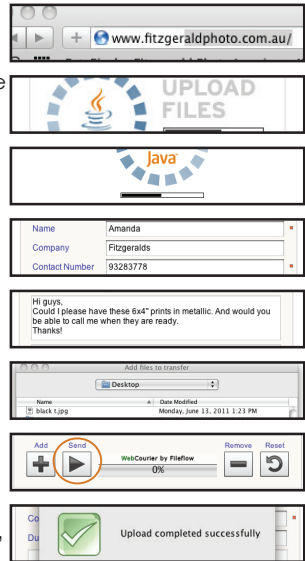 www.fitzgeraldphoto.com.au/
e
UPLOAD
FILES
Java
Name Amanda
Company Fitzgeralds
Contact Number 93283778
Hi guys,
Could I please have these 6x4" prints in metallic. And would you
be able to call me when they are ready.
Thanks!
Add files to transfer
Desktop
Name Date Modified
black t.jpg Monday, June 13, 2011 1:23 PM
Add Send Remove Reset
WebCourier by Fileflow
0%
Co
Upload completed successfully
Du